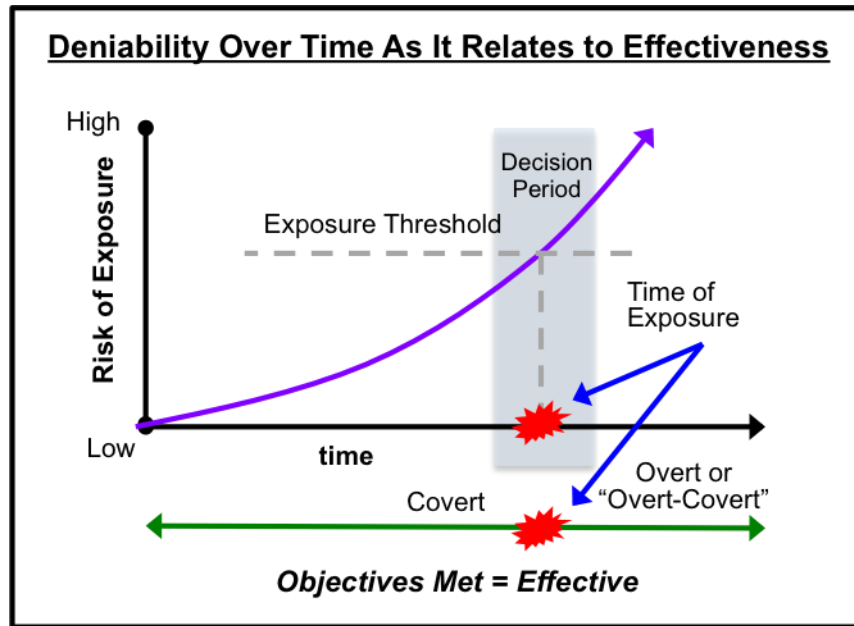 Deniability Over Time As It Relates to Effectiveness
High
Decision
Period
Exposure Threshold
Risk of Exposure
Time of
Exposure
Low
time
Covert
Overt or
“Overt-Covert”
Objectives Met = Effective